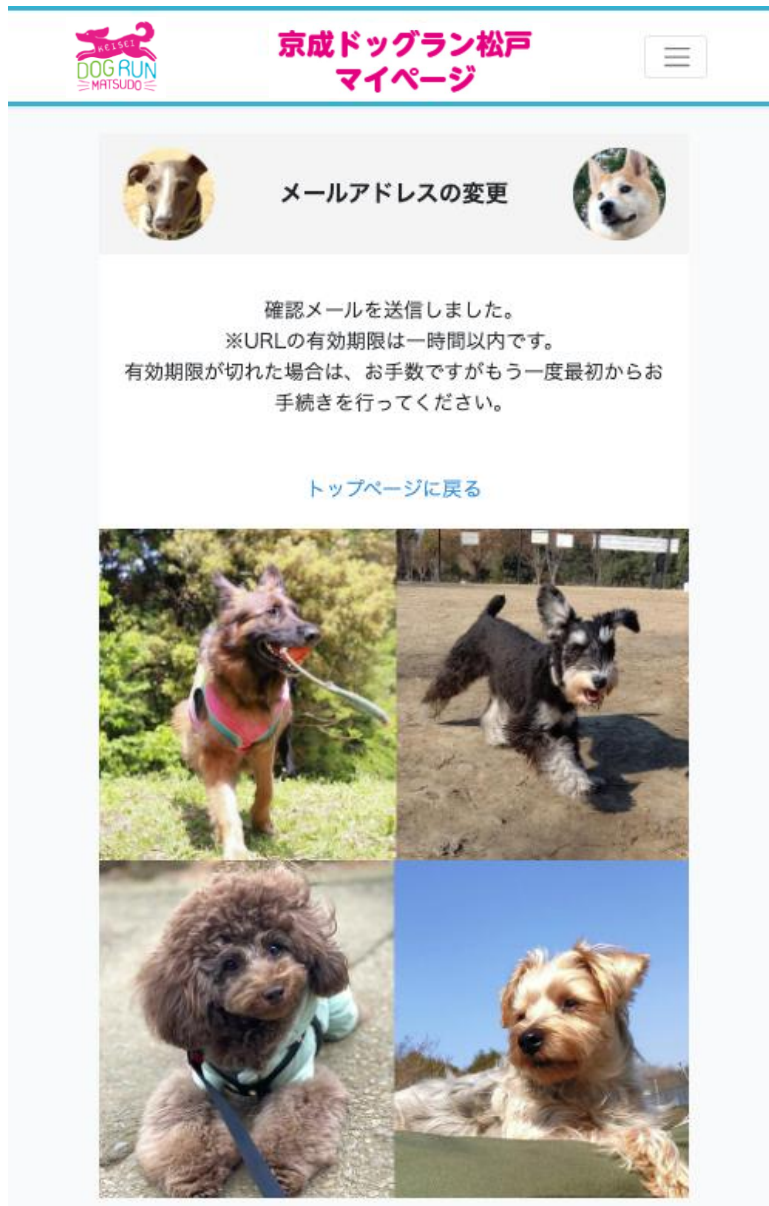 KEISEI
DOG RUN
MATSUDO
京成ドッグラン松戸
マイページ
メールアドレスの変更
確認メールを送信しました。
※URLの有効期限は一時間以内です。
有効期限が切れた場合は、お手数ですがもう一度最初からお
手続きを行ってください。
トップページに戻る